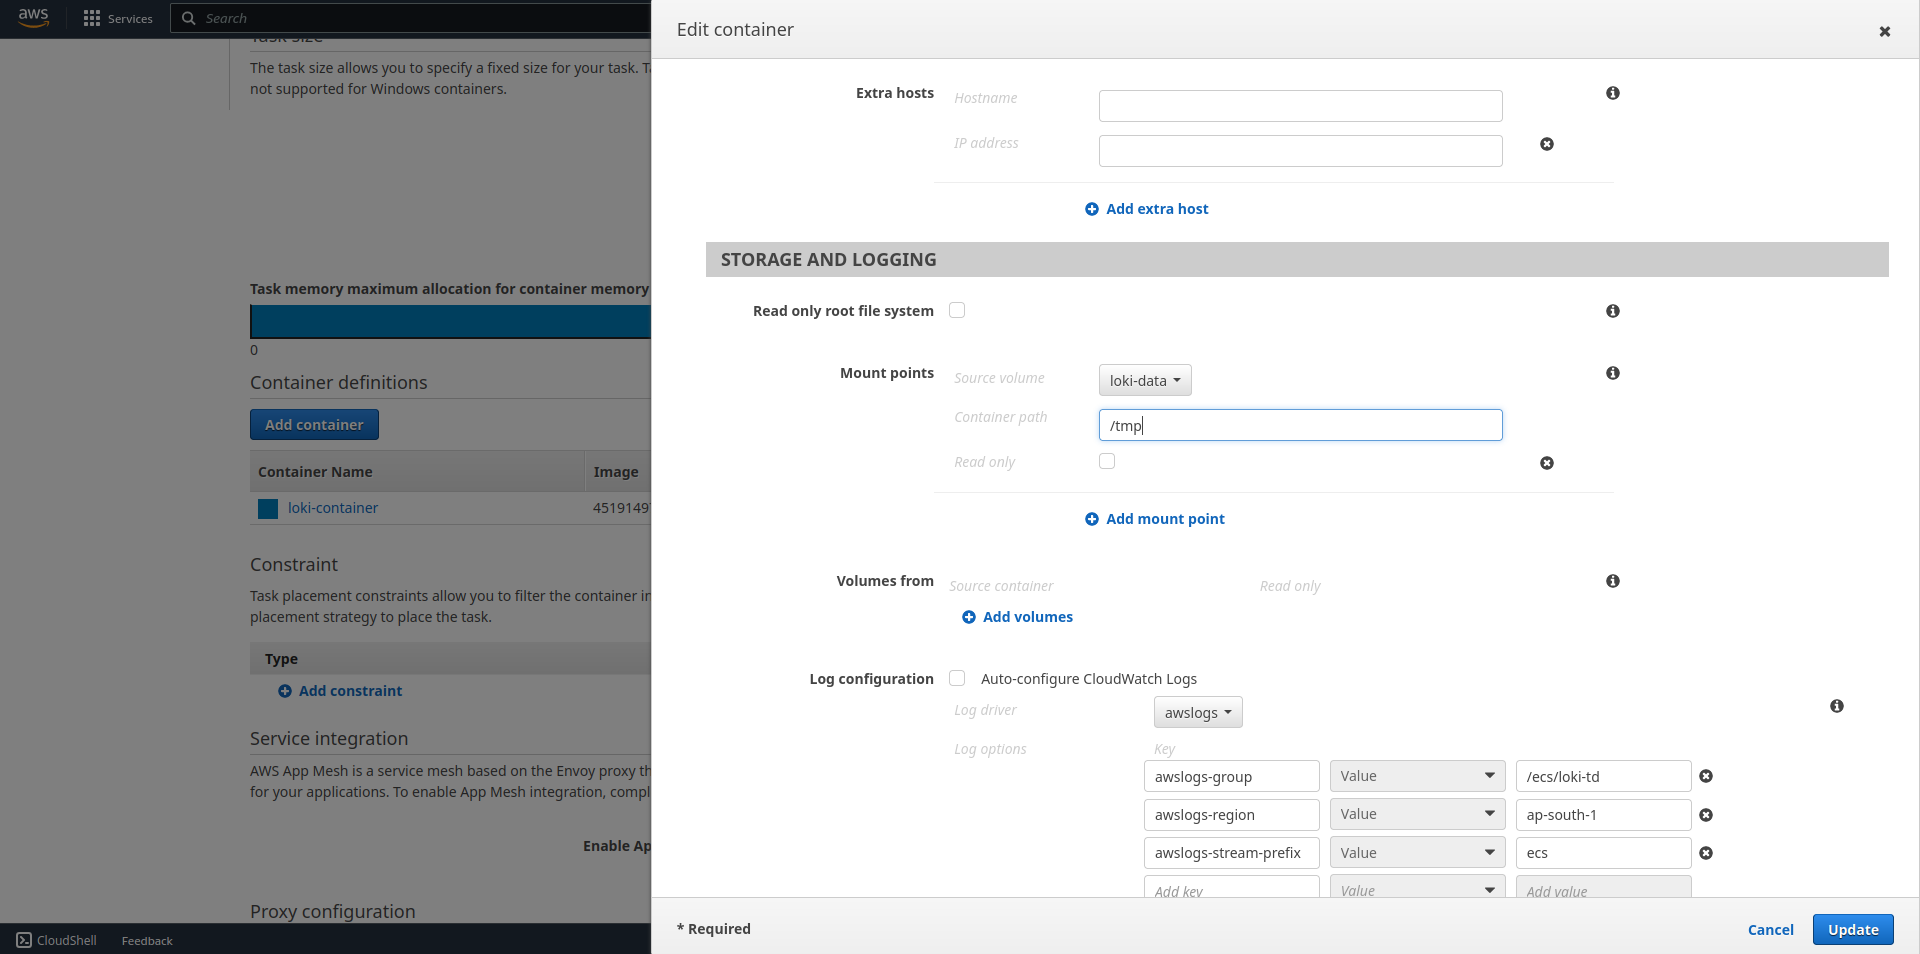 aws
Services
Search
Task size
The task size allows you to specify a fixed size for your task. T
not supported for Windows containers.
Task memory maximum allocation for container memory
0
Container definitions
Add container
Container Name
Image
loki-container
4519149
Constraint
Task placement constraints allow you to filter the container in
placement strategy to place the task.
Type
Add constraint
Service integration
AWS App Mesh is a service mesh based on the Envoy proxy th
for your applications. To enable App Mesh integration, compl
Enable Ap
Proxy configuration
CloudShell
Feedback
Edit container
Extra hosts
Hostname
IP address
Add extra host
STORAGE AND LOGGING
Read only root file system
Mount points
Source volume
loki-data
Container path
/tmp
Read only
Add mount point
Volumes from
Source container
Read only
Add volumes
Log configuration
Auto-configure CloudWatch Logs
Log driver
awslogs
Log options
Key
awslogs-group
Value
/ecs/loki-td
awslogs-region
Value
ap-south-1
awslogs-stream-prefix
Value
ecs
Add key
Value
Add value
* Required
Cancel
Update